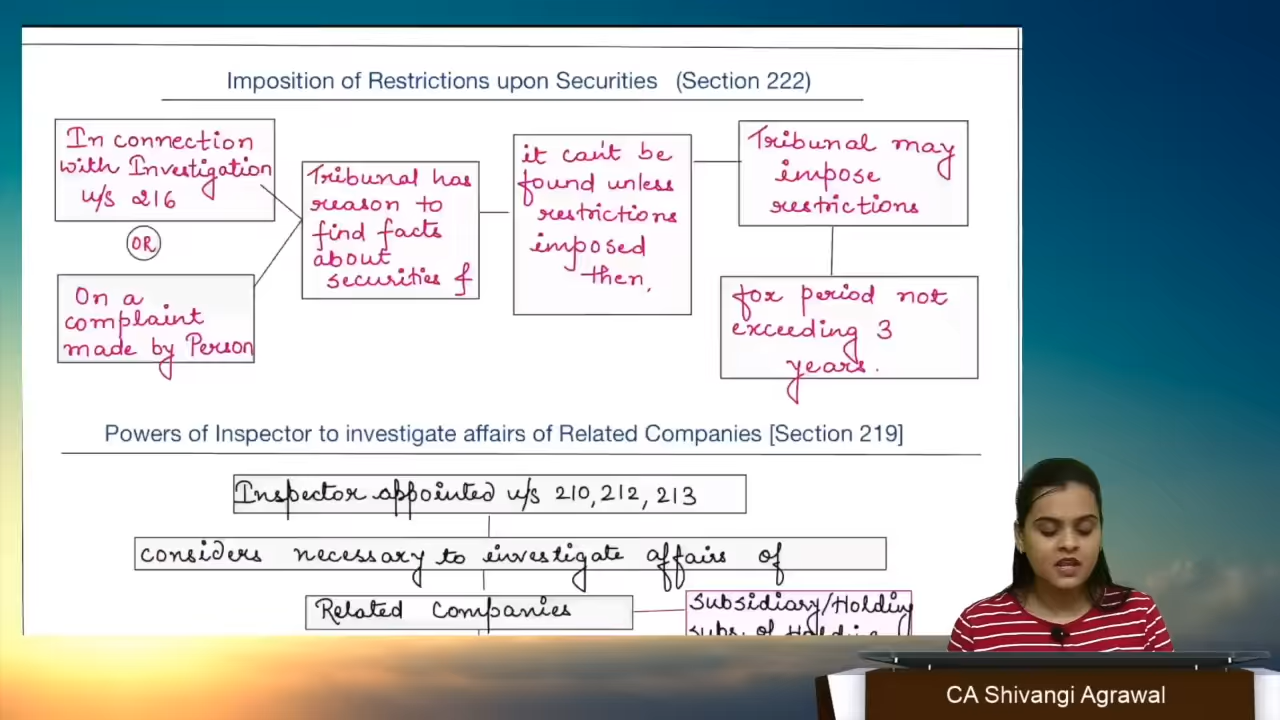 Imposition of Restrictions upon Securities (Section 222)
In connection
with Investigation
u/s 216
OR
On a
complaint
made by Person
Tribunal has
reason to
find facts
about
securities &
it can't be
found unless
restrictions
imposed
then,
Tribunal may
impose
restrictions
for period not
exceeding 3
years.
Powers of Inspector to investigate affairs of Related Companies [Section 219]
Inspector appointed u/s 210, 212, 213
considers necessary to investigate affairs of
Related Companies
Subsidiary/Holding
subs. of Holding
CA Shivangi Agrawal